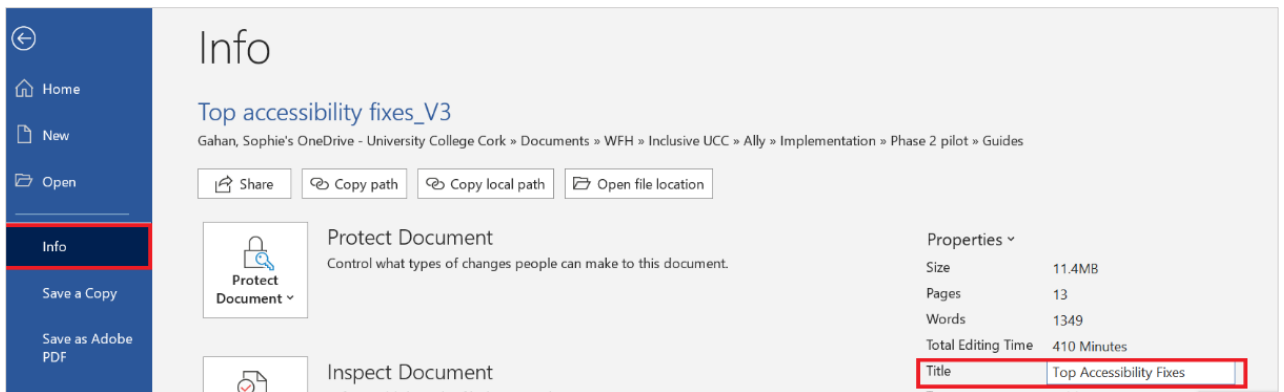 Info
Top accessibility fixes_V3
Gahan, Sophie's OneDrive - University College Cork » Documents » WFH » Inclusive UCC » Ally » Implementation » Phase 2 pilot » Guides
Home
New
Open
Info
Save a Copy
Save as Adobe
PDF
Share
Copy path
Copy local path
Open file location
Protect
Document
Protect Document
Control what types of changes people can make to this document.
Inspect Document
Properties
Size 11.4MB
Pages 13
Words 1349
Total Editing Time 410 Minutes
Title Top Accessibility Fixes